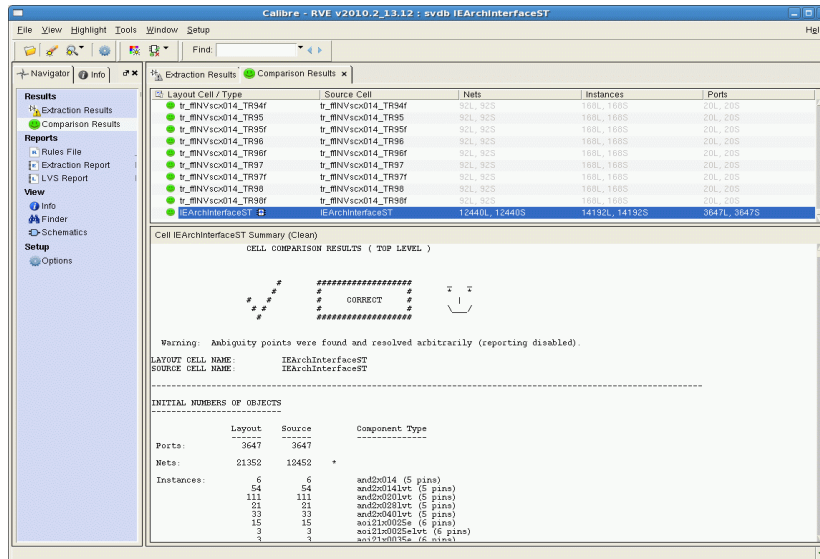 Calibre - RVE v2010.2_13.12 : svdb IEArchInterfaceST
File View Highlight Tools Window Setup Hel
Find:
Navigator Info Extraction Results Comparison Results
Results
Extraction Results
Comparison Results
Reports
Rules File
Extraction Report
LVS Report
View
Info
Finder
Schematics
Setup
Options
Layout Cell / Type Source Cell Nets Instances Ports
tr_ffINVscx014_TR94f tr_ffINVscx014_TR94f 92L, 92S 168L, 168S 20L, 20S
tr_ffINVscx014_TR95 tr_ffINVscx014_TR95 92L, 92S 168L, 168S 20L, 20S
tr_ffINVscx014_TR95f tr_ffINVscx014_TR95f 92L, 92S 168L, 168S 20L, 20S
tr_ffINVscx014_TR96 tr_ffINVscx014_TR96 92L, 92S 168L, 168S 20L, 20S
tr_ffINVscx014_TR96f tr_ffINVscx014_TR96f 92L, 92S 168L, 168S 20L, 20S
tr_ffINVscx014_TR97 tr_ffINVscx014_TR97 92L, 92S 168L, 168S 20L, 20S
tr_ffINVscx014_TR97f tr_ffINVscx014_TR97f 92L, 92S 168L, 168S 20L, 20S
tr_ffINVscx014_TR98 tr_ffINVscx014_TR98 92L, 92S 168L, 168S 20L, 20S
tr_ffINVscx014_TR98f tr_ffINVscx014_TR98f 92L, 92S 168L, 168S 20L, 20S
IEArchInterfaceST IEArchInterfaceST 12440L, 12440S 14192L, 14192S 3647L, 3647S
Cell IEArchInterfaceST Summary (Clean)
CELL COMPARISON RESULTS ( TOP LEVEL )
# ################### _ _
# # # * *
# # # CORRECT # |
# # # # \___/
# ###################
Warning: Ambiguity points were found and resolved arbitrarily (reporting disabled).
LAYOUT CELL NAME: IEArchInterfaceST
SOURCE CELL NAME: IEArchInterfaceST
INITIAL NUMBERS OF OBJECTS
Layout Source Component Type
Ports: 3647 3647
Nets: 21352 12452 *
Instances: 6 6 and2x014 (5 pins)
54 54 and2x014lvt (5 pins)
111 111 and2x020lvt (5 pins)
21 21 and2x028lvt (5 pins)
33 33 and2x040lvt (5 pins)
15 15 aoi21x0025e (6 pins)
3 3 aoi21x0025elvt (6 pins)
3 3 aoi21x0035e (6 pins)